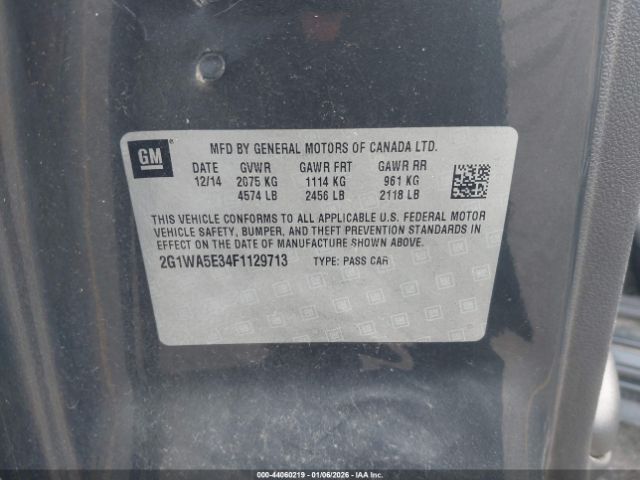 GM
MFD BY GENERAL MOTORS OF CANADA LTD.
DATE GVWR GAWR FRT GAWR RR
12/14 2075 KG 1114 KG 961 KG
4574 LB 2456 LB 2118 LB
THIS VEHICLE CONFORMS TO ALL APPLICABLE U.S. FEDERAL MOTOR
VEHICLE SAFETY, BUMPER, AND THEFT PREVENTION STANDARDS IN
EFFECT ON THE DATE OF MANUFACTURE SHOWN ABOVE.
2G1WA5E34F1129713 TYPE: PASS CAR
000-44060219 | 01/06/2026 | IAA, Inc.